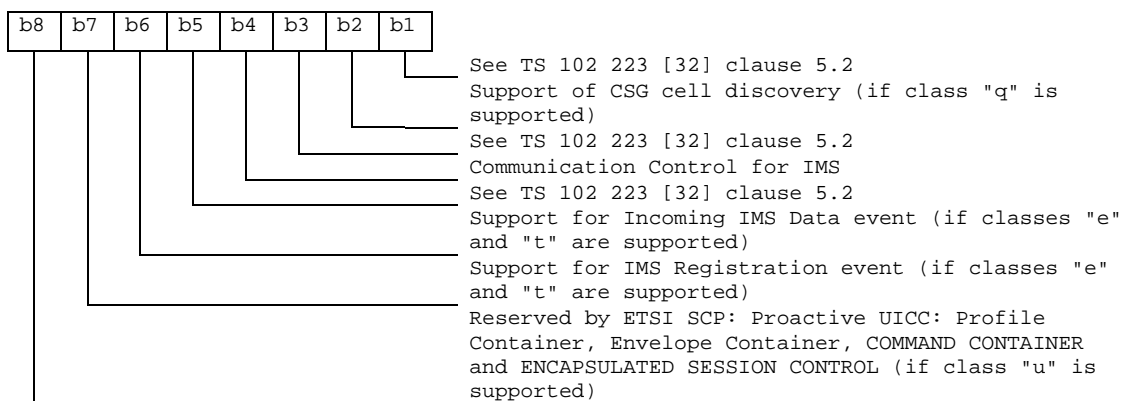 b8 b7 b6 b5 b4 b3 b2 b1
See TS 102 223 [32] clause 5.2
Support of CSG cell discovery (if class "q" is
supported)
See TS 102 223 [32] clause 5.2
Communication Control for IMS
See TS 102 223 [32] clause 5.2
Support for Incoming IMS Data event (if classes "e"
and "t" are supported)
Support for IMS Registration event (if classes "e"
and "t" are supported)
Reserved by ETSI SCP: Proactive UICC: Profile
Container, Envelope Container, COMMAND CONTAINER
and ENCAPSULATED SESSION CONTROL (if class "u" is
supported)